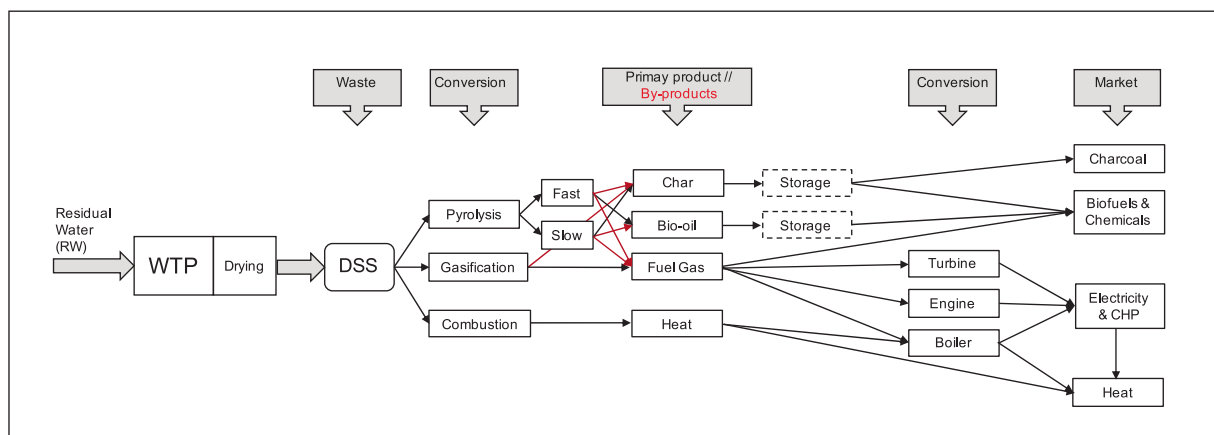 Waste
Conversion
Primay product //
By-products
Conversion
Market
Residual
Water
(RW)
WTP
Drying
DSS
Pyrolysis
Gasification
Combustion
Fast
Slow
Char
Bio-oil
Fuel Gas
Heat
Storage
Storage
Turbine
Engine
Boiler
Charcoal
Biofuels &
Chemicals
Electricity
& CHP
Heat